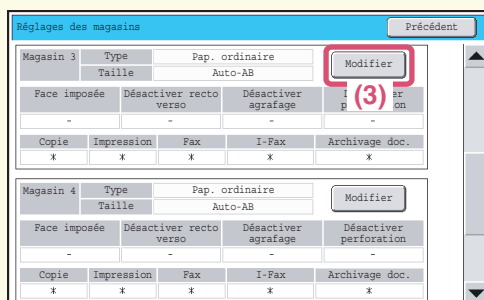 Réglages des magasins
Précédent
Magasin 3 Type Pap. ordinaire Modifier
Taille Auto-AB
(3)
Face imposée Désactiver recto verso Désactiver agrafage
- - - -
Copie Impression Fax I-Fax Archivage doc.
* * * * *
Magasin 4 Type Pap. ordinaire Modifier
Taille Auto-AB
Face imposée Désactiver recto verso Désactiver agrafage Désactiver perforation
- - - -
Copie Impression Fax I-Fax Archivage doc.
* * * * *